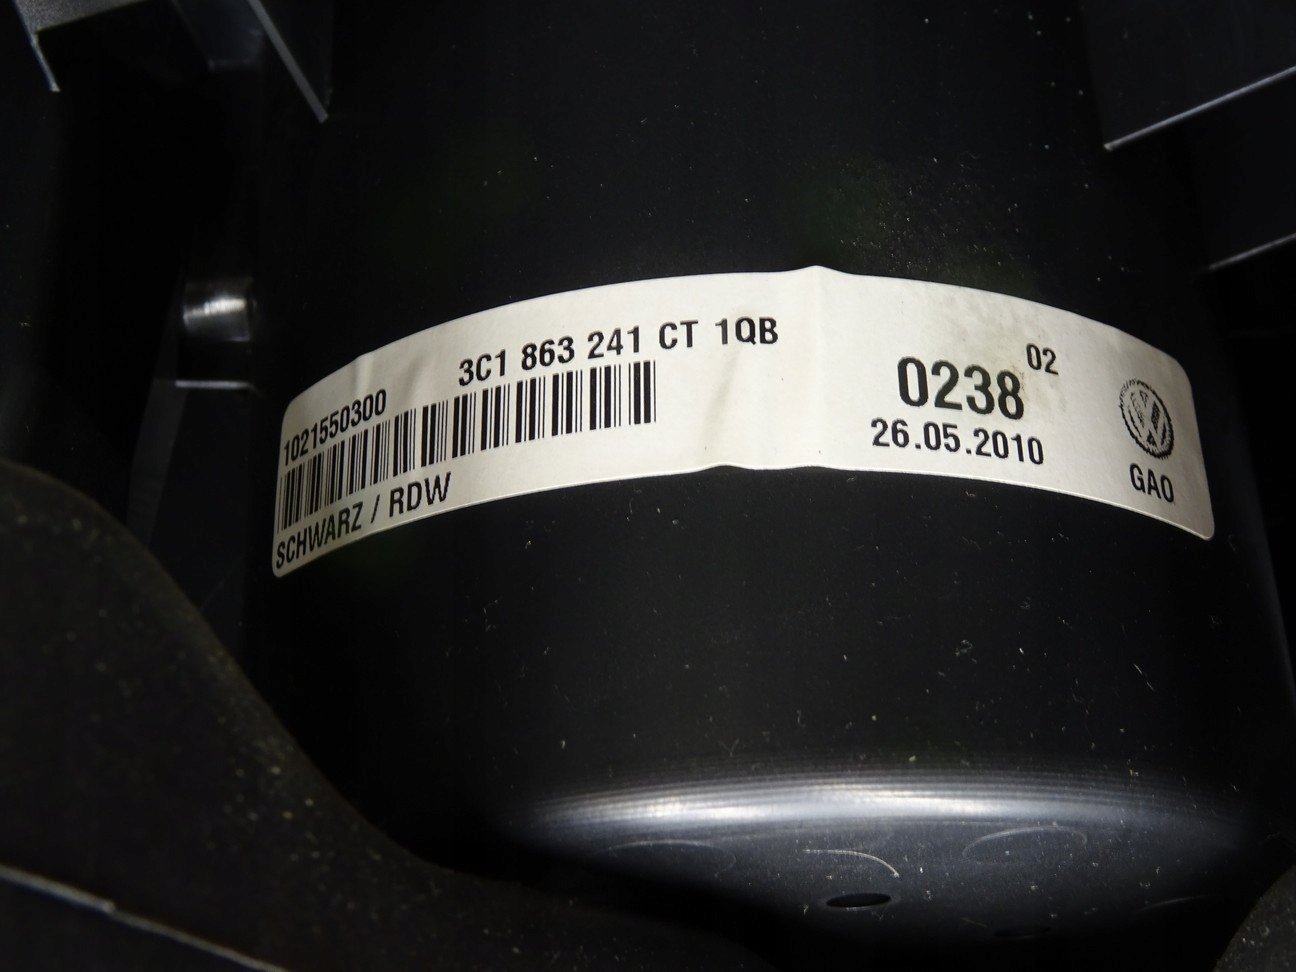 3C1 863 241 CT 1QB
1021550300
SCHWARZ / RDW
02
0238
26.05.2010
GAO